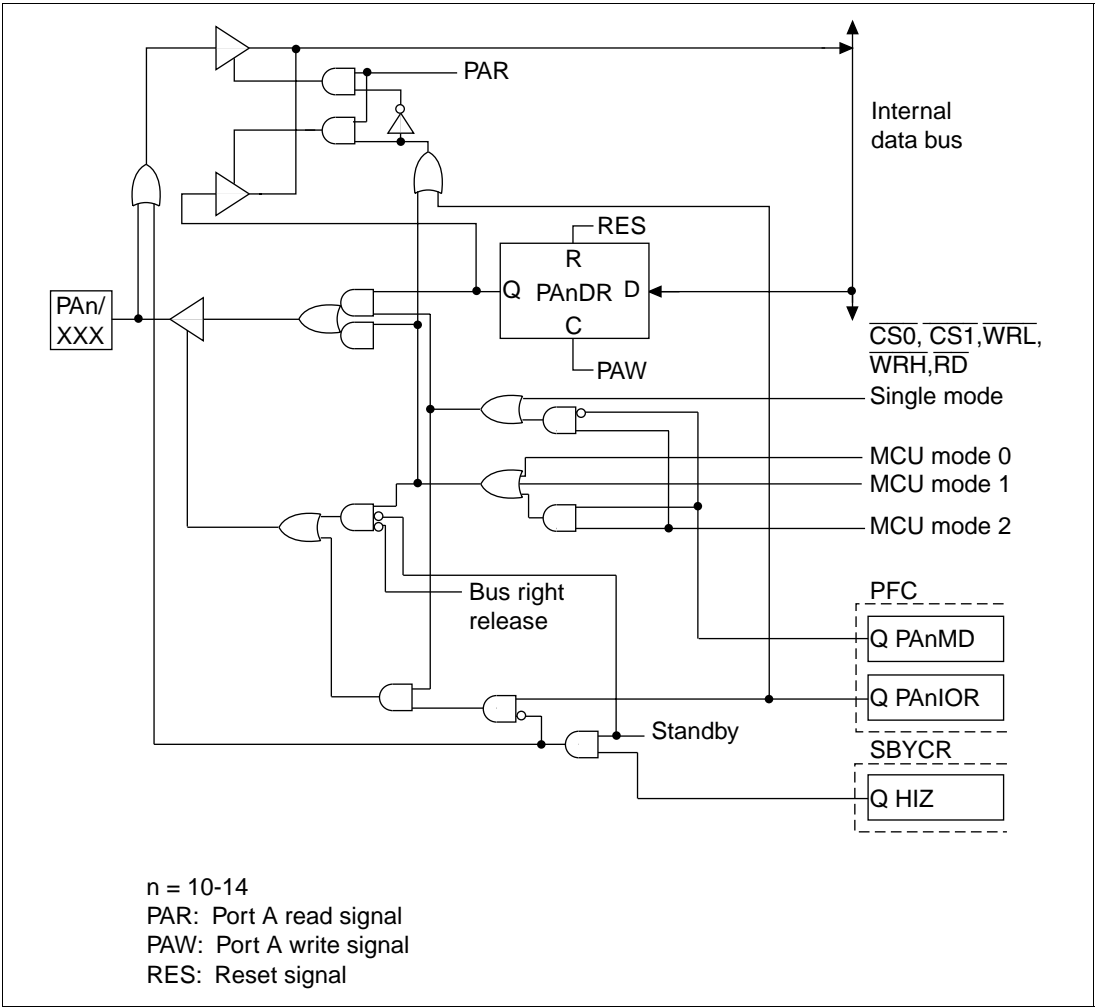 PAR
Internal
data bus
RES
R
Q PAnDR D
C
PAn/
XXX
PAW
CS0, CS1,WRL,
WRH,RD
Single mode
MCU mode 0
MCU mode 1
MCU mode 2
Bus right
release
PFC
Q PAnMD
Q PAnIOR
Standby
SBYCR
Q HIZ
n = 10-14
PAR: Port A read signal
PAW: Port A write signal
RES: Reset signal